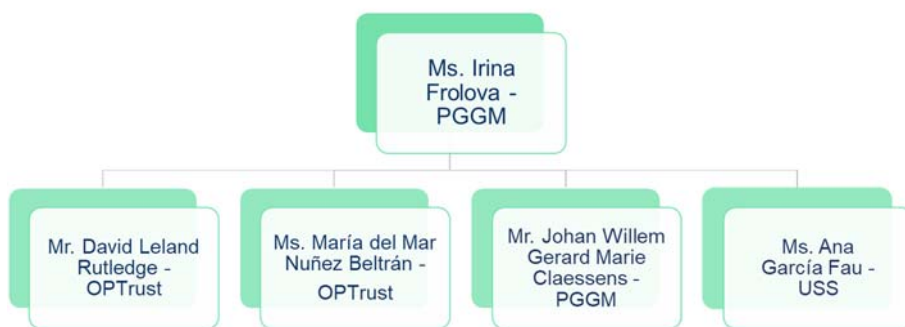 Ms. Irina
Frolova -
PGGM
Mr. David Leland
Rutledge -
OPTrust
Ms. María del Mar
Nuñez Beltrán -
OPTrust
Mr. Johan Willem
Gerard Marie
Claessens -
PGGM
Ms. Ana
García Fau -
USS